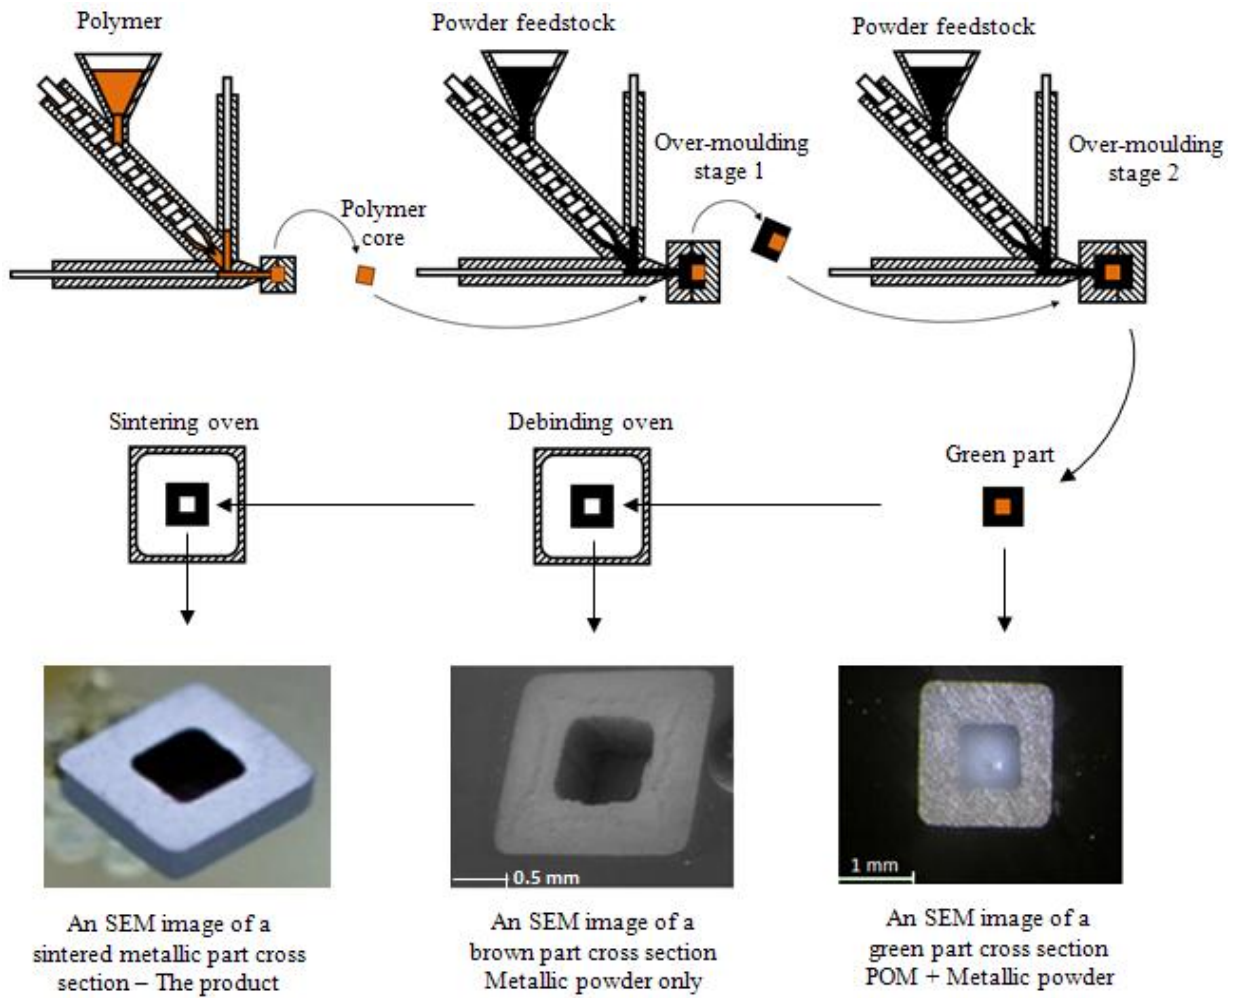 Polymer
Powder feedstock
Powder feedstock
Over-moulding
stage 1
Over-moulding
stage 2
Polymer
core
Sintering oven
Debinding oven
Green part
0.5 mm
1 mm
An SEM image of a
sintered metallic part cross
section – The product
An SEM image of a
brown part cross section
Metallic powder only
An SEM image of a
green part cross section
POM + Metallic powder